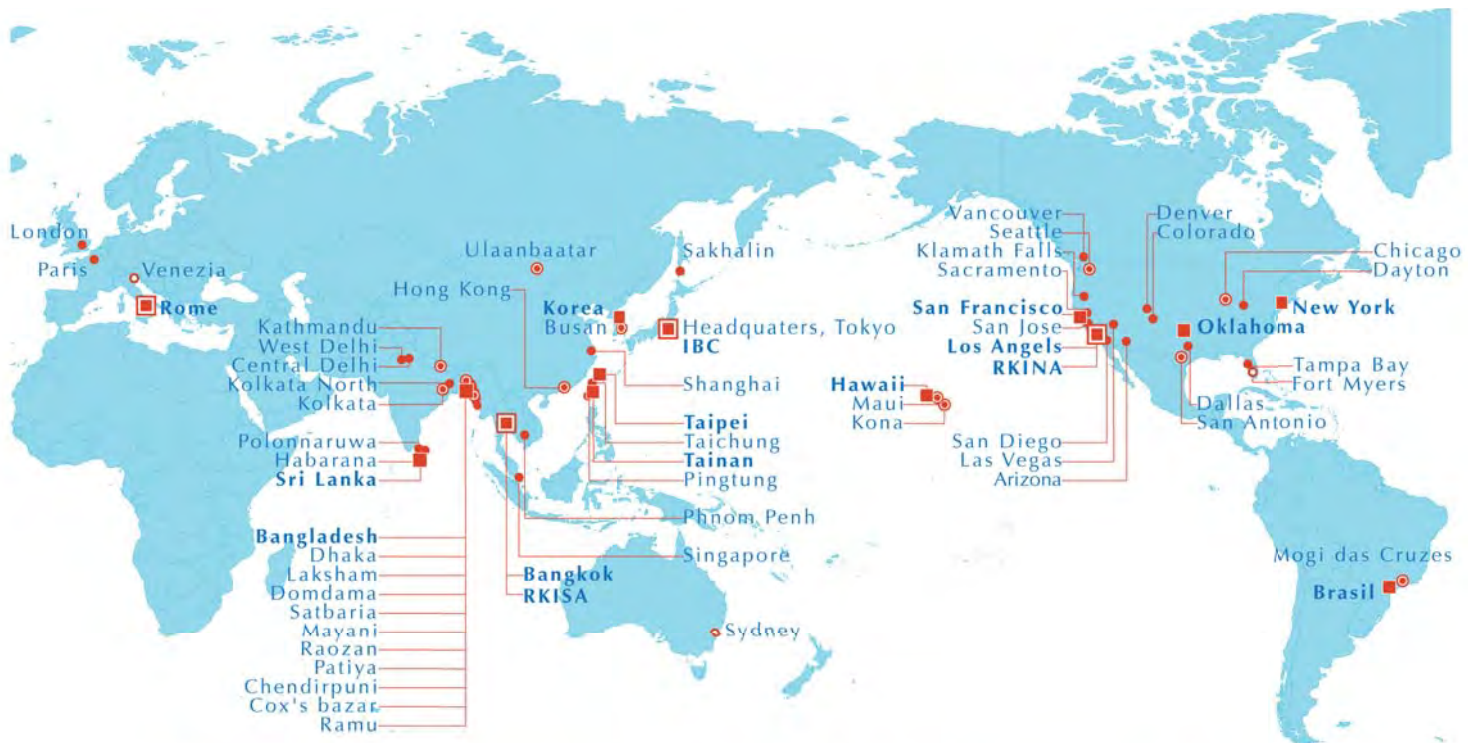 London
Paris
Venezia
Rome
Ulaanbaatar
Sakhalin
Hong Kong
Korea
Busan
Headquaters, Tokyo
IBC
Kathmandu
West Delhi
Central Delhi
Kolkata North
Kolkata
Shanghai
Polonnaruwa
Habarana
Sri Lanka
Taipei
Taichung
Tainan
Pingtung
Phnom Penh
Singapore
Bangkok
RKISA
Sydney
Bangladesh
Dhaka
Laksham
Domdama
Satbaria
Mayani
Raozan
Patiya
Chendirpuni
Cox's bazar
Ramu
Vancouver
Seattle
Klamath Falls
Sacramento
San Francisco
San Jose
Los Angels
RKINA
Hawaii
Maui
Kona
San Diego
Las Vegas
Arizona
Denver
Colorado
Chicago
Dayton
New York
Oklahoma
Tampa Bay
Fort Myers
Dallas
San Antonio
Mogi das Cruzes
Brasil